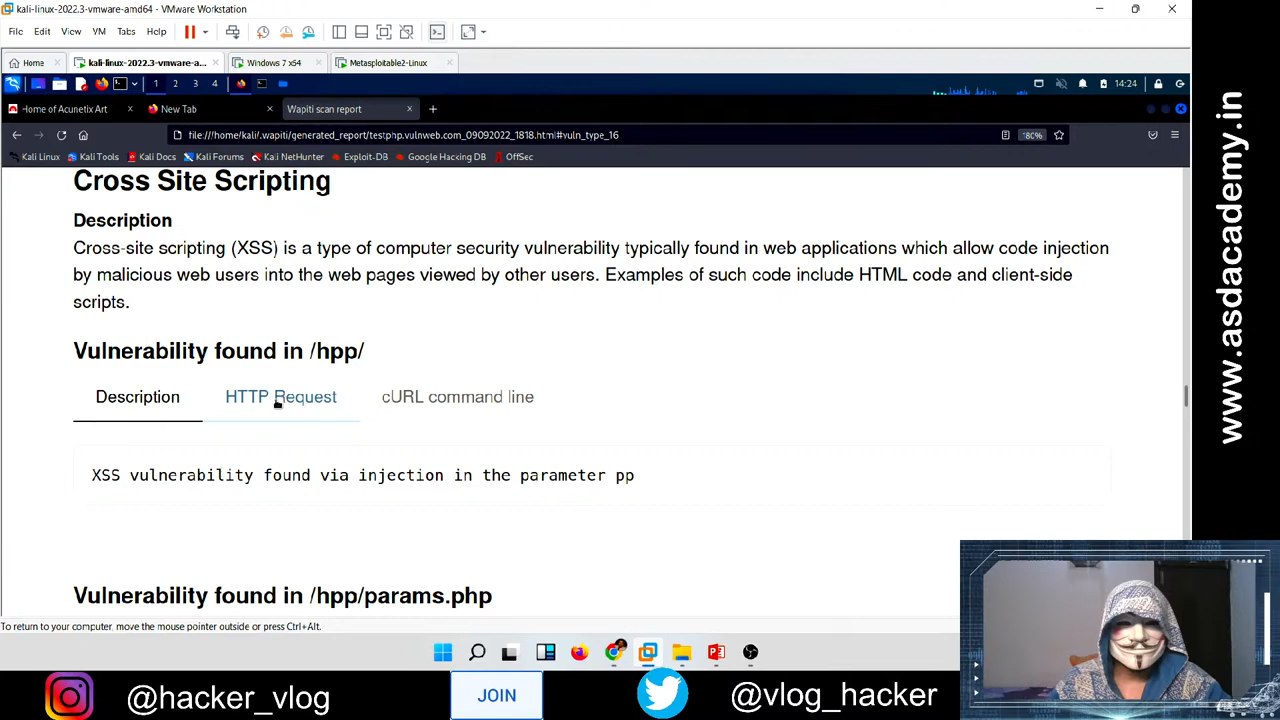 kali-linux-2022.3-vmware-amd64 - VMware Workstation
File Edit View VM Tabs Help
Home kali-linux-2022.3-vmware-a... Windows 7 x64 Metasploitable2-Linux
1 2 3 4 14:24
Home of Acunetix Art New Tab Wapiti scan report
file:///home/kali/.wapiti/generated_report/testphp.vulnweb.com_09092022_1818.html#vuln_type_16 180%
Kali Linux Kali Tools Kali Docs Kali Forums Kali NetHunter Exploit-DB Google Hacking DB OffSec
Cross Site Scripting
Description
Cross-site scripting (XSS) is a type of computer security vulnerability typically found in web applications which allow code injection
by malicious web users into the web pages viewed by other users. Examples of such code include HTML code and client-side
scripts.
Vulnerability found in /hpp/
Description HTTP Request cURL command line
XSS vulnerability found via injection in the parameter pp
Vulnerability found in /hpp/params.php
To return to your computer, move the mouse pointer outside or press Ctrl+Alt.
@hacker_vlog JOIN @vlog_hacker
www.asdacademy.in